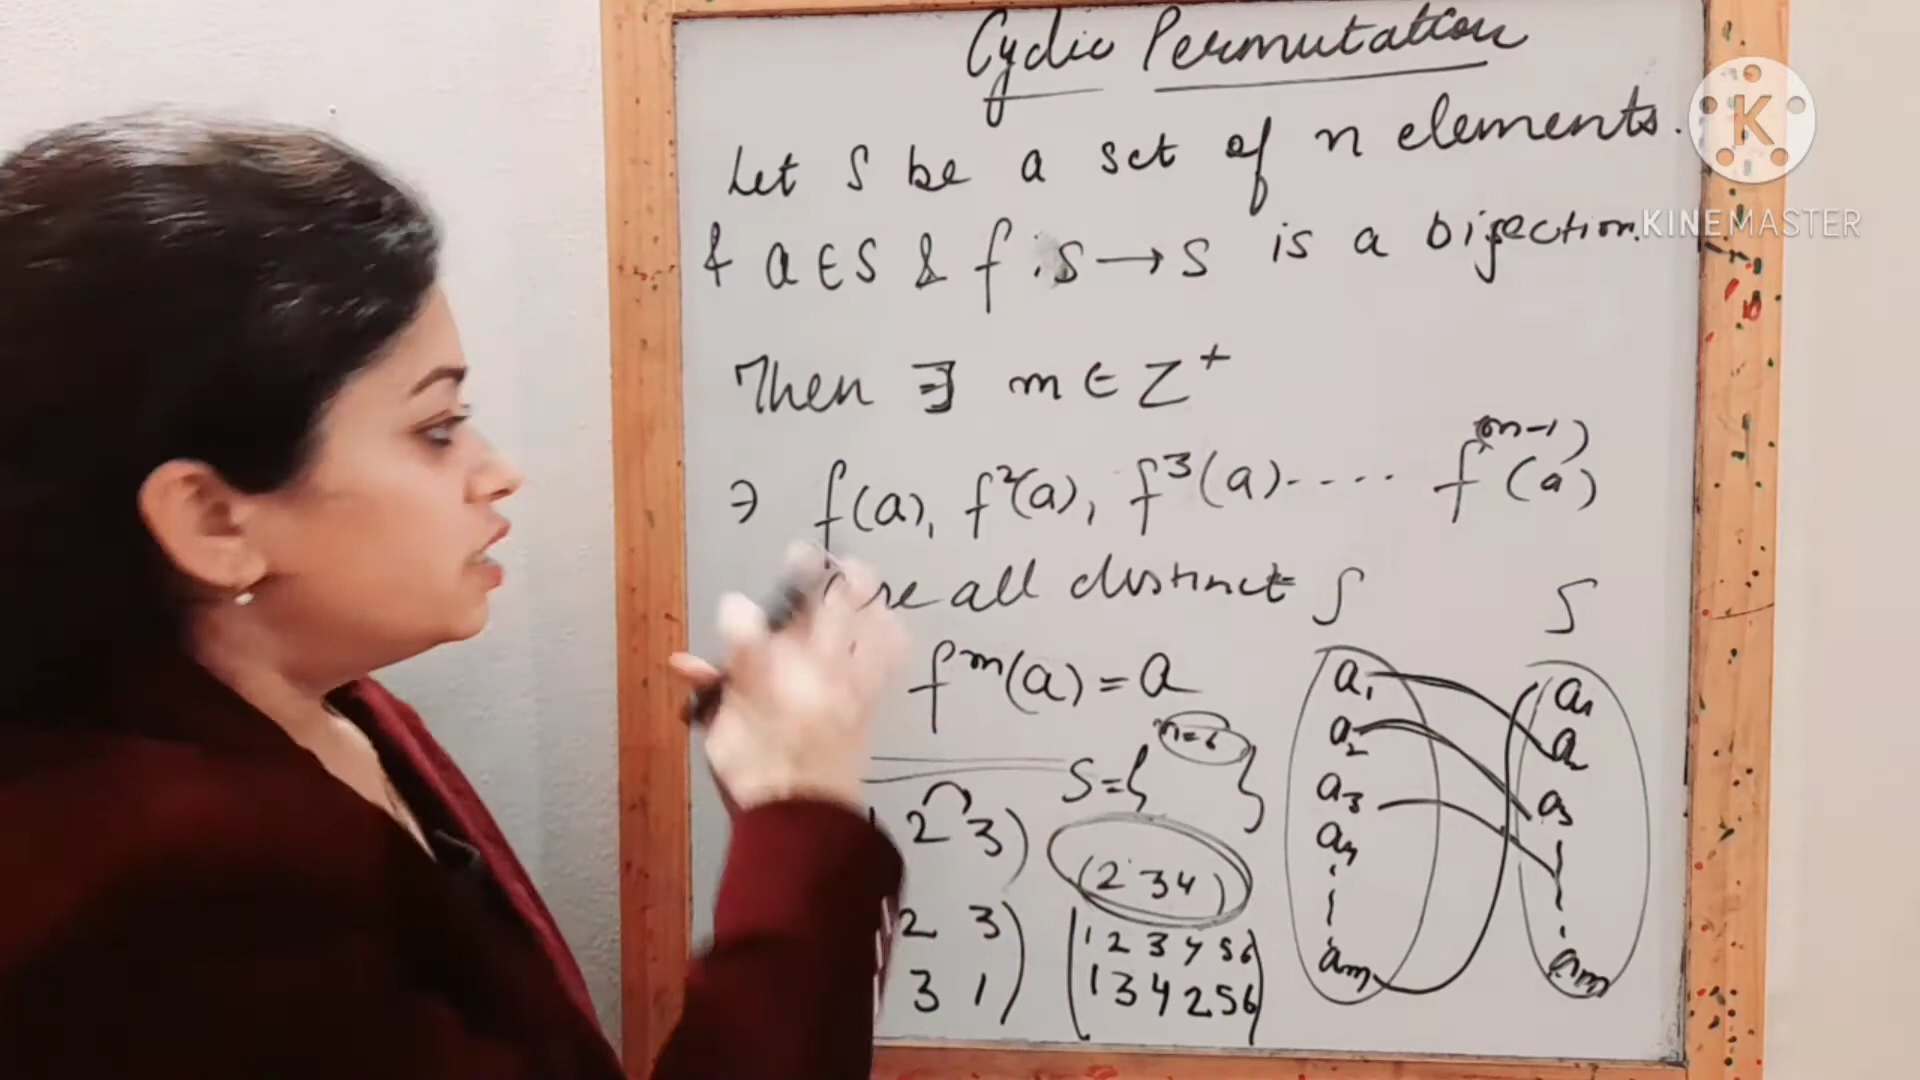 Cyclic Permutation
Let S be a set of n elements.
& a ∈ S & f : S → S is a bijection.
Then ∃ m ∈ Z⁺
∋ f(a), f²(a), f³(a) ..... f⁽ᵐ⁻¹⁾(a)
are all distinct
fᵐ(a) = a
S = { n=6 }
2 3)
(2 3 4)
2 3
3 1
1 2 3 4 5 6
1 3 4 2 5 6
S S
a₁ a₁
a₂ a₂
a₃ a₃
a₄
aₘ aₘ
K
KINEMASTER